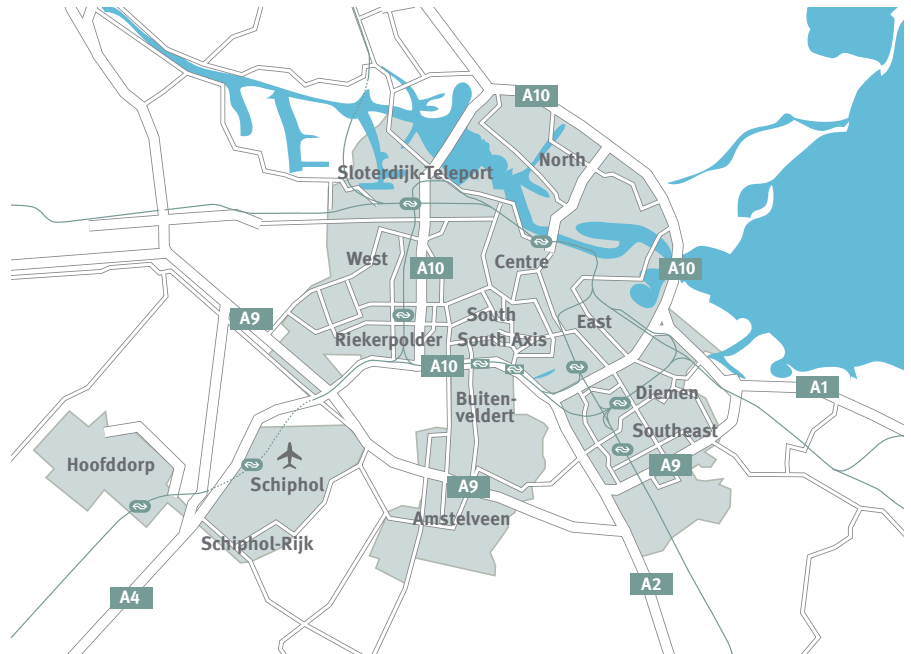 A10
North
Sloterdijk-Teleport
West
Centre
A10
A10
A9
South
East
Riekerpolder
South Axis
A10
A1
Buiten-
veldert
Diemen
Southeast
Hoofddorp
A9
Schiphol
A9
Amstelveen
Schiphol-Rijk
A4
A2